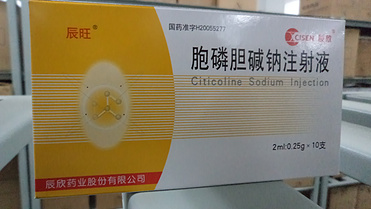 辰旺
国药准字H20055277
CISEN 辰欣
胞磷胆碱钠注射液
Citicoline Sodium Injection
2ml:0.25g × 10支
辰欣药业股份有限公司